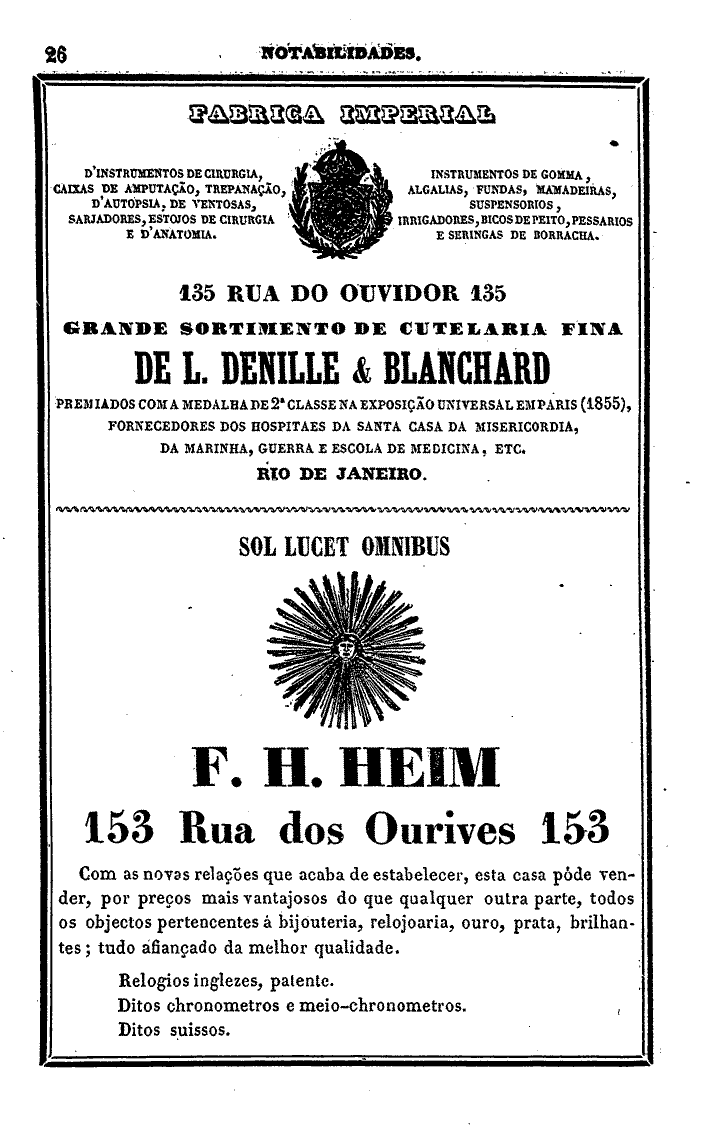 26 NOTABILIDADES.
FABRICA IMPERIAL
D'INSTRUMENTOS DE CIRURGIA,
CAIXAS DE AMPUTAÇÃO, TREPANAÇÃO,
D'AUTOPSIA, DE VENTOSAS,
SARJADORES, ESTOJOS DE CIRURGIA
E D'ANATOMIA.
INSTRUMENTOS DE GOMMA,
ALGALIAS, FUNDAS, MAMADEIRAS,
SUSPENSORIOS,
IRRIGADORES, BICOS DE PEITO, PESSARIOS
E SERINGAS DE BORRACHA.
135 RUA DO OUVIDOR 135
GRANDE SORTIMENTO DE CUTELARIA FINA
DE L. DENILLE & BLANCHARD
PREMIADOS COM A MEDALHA DE 2ª CLASSE NA EXPOSIÇÃO UNIVERSAL EM PARIS (1855),
FORNECEDORES DOS HOSPITAES DA SANTA CASA DA MISERICORDIA,
DA MARINHA, GUERRA E ESCOLA DE MEDICINA, ETC.
RIO DE JANEIRO.
SOL LUCET OMNIBUS
F. H. HEIM
153 Rua dos Ourives 153
Com as novas relações que acaba de estabelecer, esta casa póde ven-
der, por preços mais vantajosos do que qualquer outra parte, todos
os objectos pertencentes á bijouteria, relojoaria, ouro, prata, brilhan-
tes; tudo afiançado da melhor qualidade.
Relogios inglezes, patente.
Ditos chronometros e meio-chronometros.
Ditos suissos.